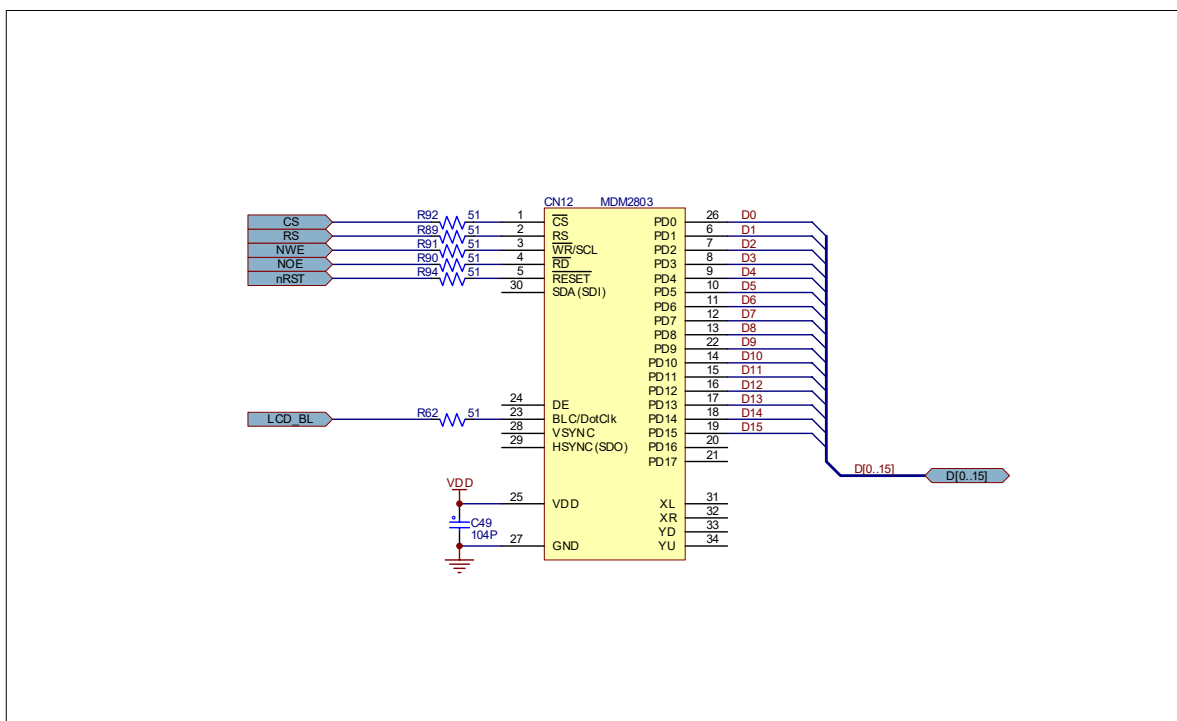 CN12 MDM2803
CS R92 51 1 CS PD0 26 D0
RS R89 51 2 RS PD1 6 D1
NWE R91 51 3 WR/SCL PD2 7 D2
NOE R90 51 4 RD PD3 8 D3
nRST R94 51 5 RESET PD4 9 D4
30 SDA(SDI) PD5 10 D5
PD6 11 D6
PD7 12 D7
PD8 13 D8
PD9 22 D9
PD10 14 D10
PD11 15 D11
PD12 16 D12
24 DE PD13 17 D13
LCD_BL R62 51 23 BLC/DotClk PD14 18 D14
28 VSYNC PD15 19 D15
29 HSYNC(SDO) PD16 20
PD17 21
D[0..15] D[0..15]
VDD
25 VDD XL 31
XR 32
C49
104P
YD 33
27 GND YU 34